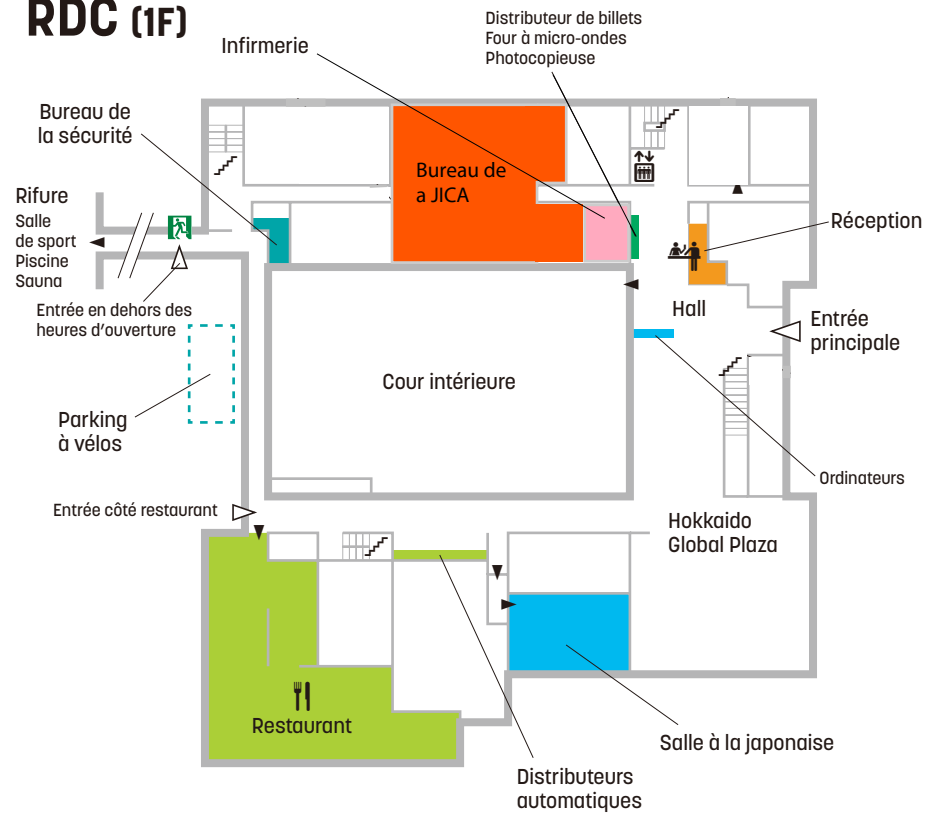 RDC (1F)
Infirmerie
Distributeur de billets
Four à micro-ondes
Photocopieuse
Bureau de
la sécurité
Bureau de
a JICA
Rifure
Salle
de sport
Piscine
Sauna
Réception
Entrée en dehors des
heures d'ouverture
Hall
Entrée
principale
Cour intérieure
Parking
à vélos
Ordinateurs
Entrée côté restaurant
Hokkaido
Global Plaza
Restaurant
Salle à la japonaise
Distributeurs
automatiques